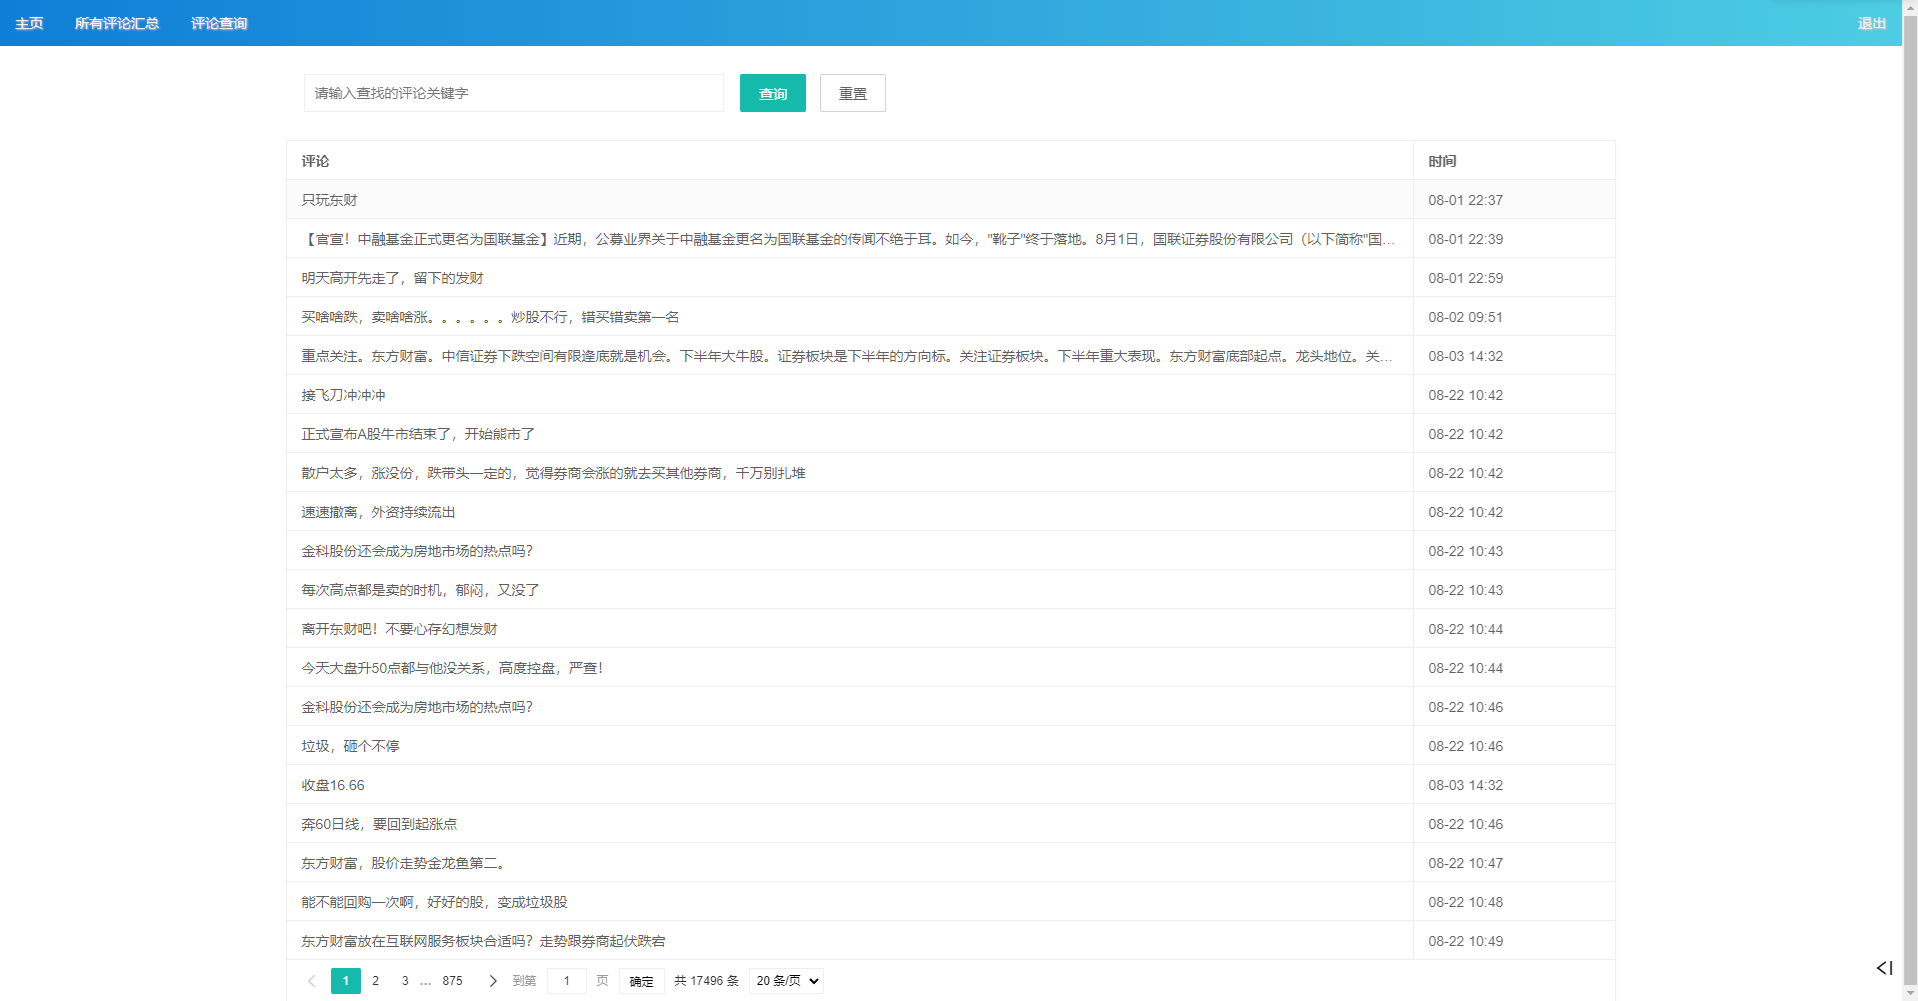 主页 所有评论汇总 评论查询 退出
请输入查找的评论关键字 查询 重置
评论 时间
只玩东财 08-01 22:37
【官宣！中融基金正式更名为国联基金】近期，公募业界关于中融基金更名为国联基金的传闻不绝于耳。如今，"靴子"终于落地。8月1日，国联证券股份有限公司（以下简称"国... 08-01 22:39
明天高开先走了，留下的发财 08-01 22:59
买啥啥跌，卖啥啥涨。。。。。。炒股不行，错买错卖第一名 08-02 09:51
重点关注。东方财富。中信证券下跌空间有限逢底就是机会。下半年大牛股。证券板块是下半年的方向标。关注证券板块。下半年重大表现。东方财富底部起点。龙头地位。关... 08-03 14:32
接飞刀冲冲冲 08-22 10:42
正式宣布A股牛市结束了，开始熊市了 08-22 10:42
散户太多，涨没份，跌带头一定的，觉得券商会涨的就去买其他券商，千万别扎堆 08-22 10:42
速速撤离，外资持续流出 08-22 10:42
金科股份还会成为房地市场的热点吗？ 08-22 10:43
每次高点都是卖的时机，郁闷，又没了 08-22 10:43
离开东财吧！不要心存幻想发财 08-22 10:44
今天大盘升50点都与他没关系，高度控盘，严查！ 08-22 10:44
金科股份还会成为房地市场的热点吗？ 08-22 10:46
垃圾，砸个不停 08-22 10:46
收盘16.66 08-03 14:32
奔60日线，要回到起涨点 08-22 10:46
东方财富，股价走势金龙鱼第二。 08-22 10:47
能不能回购一次啊，好好的股，变成垃圾股 08-22 10:48
东方财富放在互联网服务板块合适吗？走势跟券商起伏跌宕 08-22 10:49
1 2 3 ... 875 到第 1 页 确定 共 17496 条 20 条/页